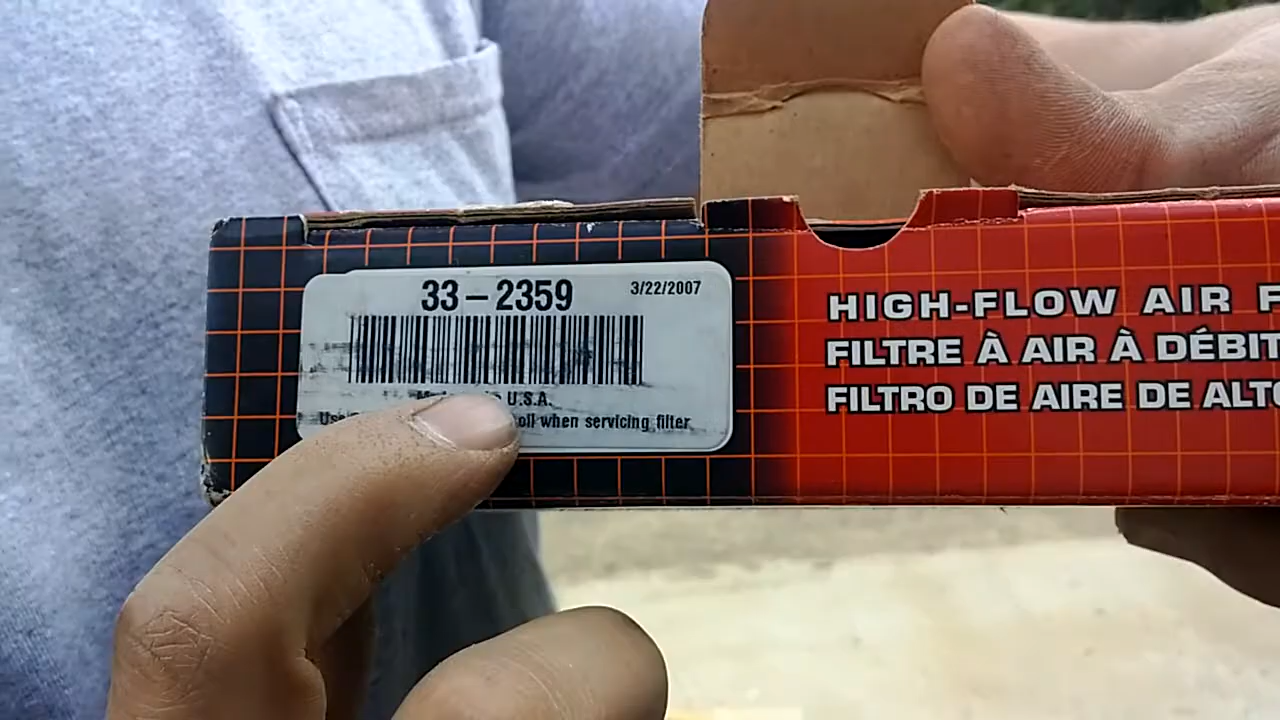 33-2359
3/22/2007
U.S.A.
oil when servicing filter
HIGH-FLOW AIR F
FILTRE À AIR À DÉBIT
FILTRO DE AIRE DE ALTO